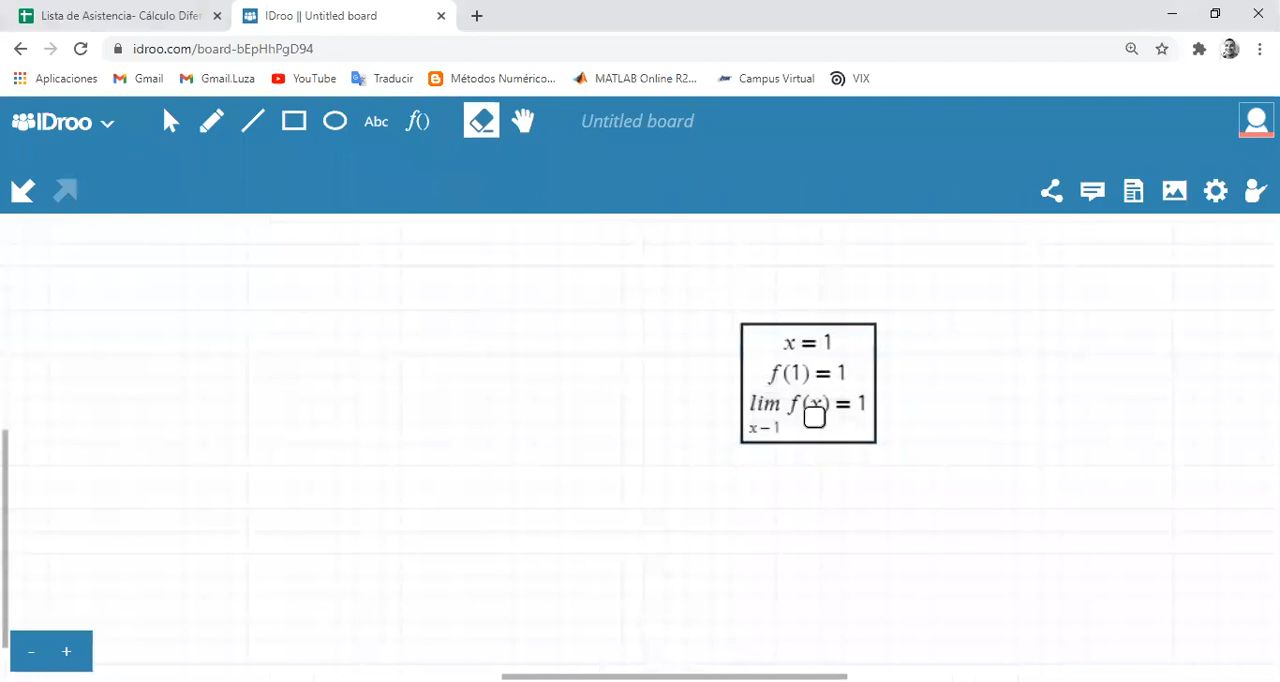 Lista de Asistencia- Cálculo Difer
IDroo || Untitled board
idroo.com/board-bEpHhPgD94
Aplicaciones
Gmail
Gmail.Luza
YouTube
Traducir
Métodos Numérico...
MATLAB Online R2...
Campus Virtual
VIX
IDroo
Abc
f()
Untitled board
x = 1
f(1) = 1
lim f(x) = 1
x – 1
- +